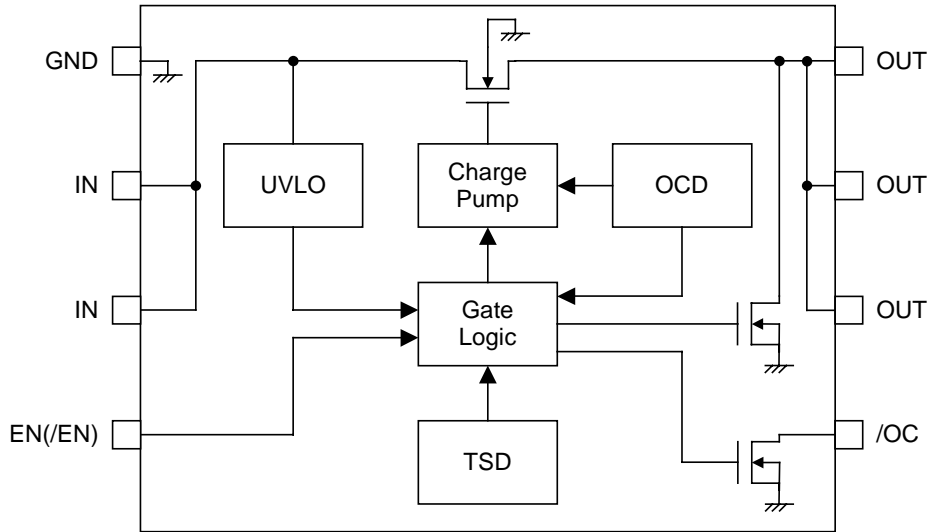 GND
OUT
IN
UVLO
Charge
Pump
OCD
OUT
IN
Gate
Logic
OUT
EN(/EN)
TSD
/OC